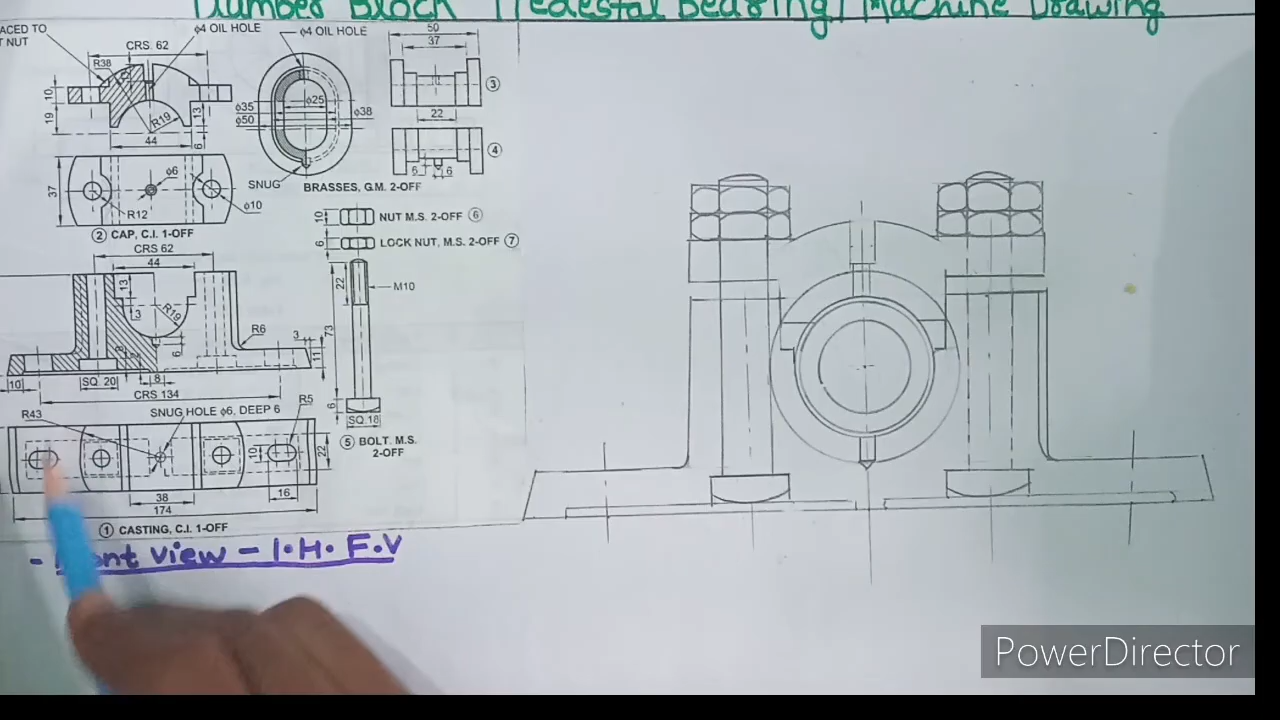 Plumber Block | Pedestal Bearing | Machine Drawing
ACED TO
T NUT
CRS. 62
ϕ4 OIL HOLE
R38
10
19
R19
13
44
6
37
ϕ6
R12
ϕ10
② CAP, C.I. 1-OFF
ϕ4 OIL HOLE
ϕ25
ϕ35
ϕ50
ϕ38
SNUG
BRASSES, G.M. 2-OFF
50
37
22
③
④
6
6
10
NUT M.S. 2-OFF ⑥
6
LOCK NUT, M.S. 2-OFF ⑦
22
M10
73
6
SQ 18
⑤ BOLT. M.S.
2-OFF
CRS 62
44
13
3
R19
6
R6
3
11
10
SQ. 20
8
CRS 134
R43
SNUG HOLE ϕ6, DEEP 6
R5
10
22
16
38
174
① CASTING, C.I. 1-OFF
View - I.H. F.V
PowerDirector